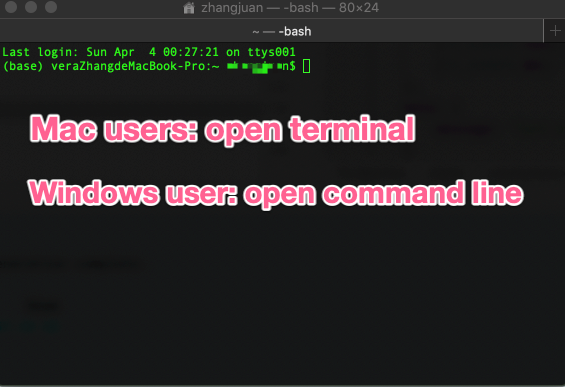 zhangjuan — -bash — 80×24
~ — -bash
Last login: Sun Apr  4 00:27:21 on ttys001
(base) veraZhangdeMacBook-Pro:~ n$
Mac users: open terminal
Windows user: open command line